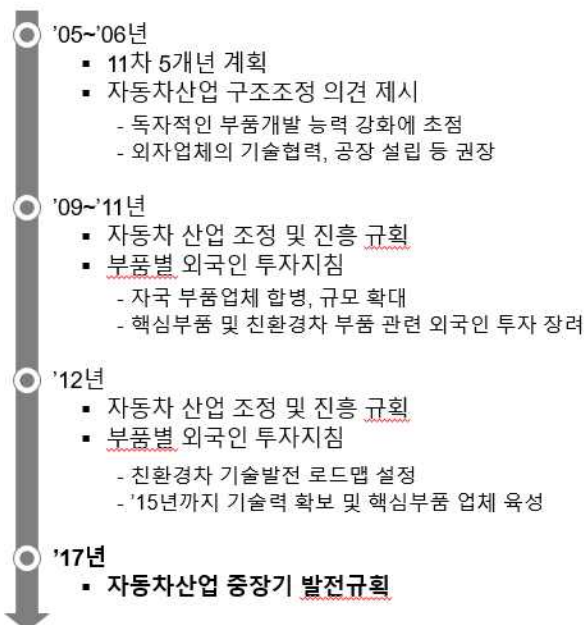 '05~'06년
▪ 11차 5개년 계획
▪ 자동차산업 구조조정 의견 제시
- 독자적인 부품개발 능력 강화에 초점
- 외자업체의 기술협력, 공장 설립 등 권장
'09~'11년
▪ 자동차 산업 조정 및 진흥 규획
▪ 부품별 외국인 투자지침
- 자국 부품업체 합병, 규모 확대
- 핵심부품 및 친환경차 부품 관련 외국인 투자 장려
'12년
▪ 자동차 산업 조정 및 진흥 규획
▪ 부품별 외국인 투자지침
- 친환경차 기술발전 로드맵 설정
- '15년까지 기술력 확보 및 핵심부품 업체 육성
'17년
▪ 자동차산업 중장기 발전규획